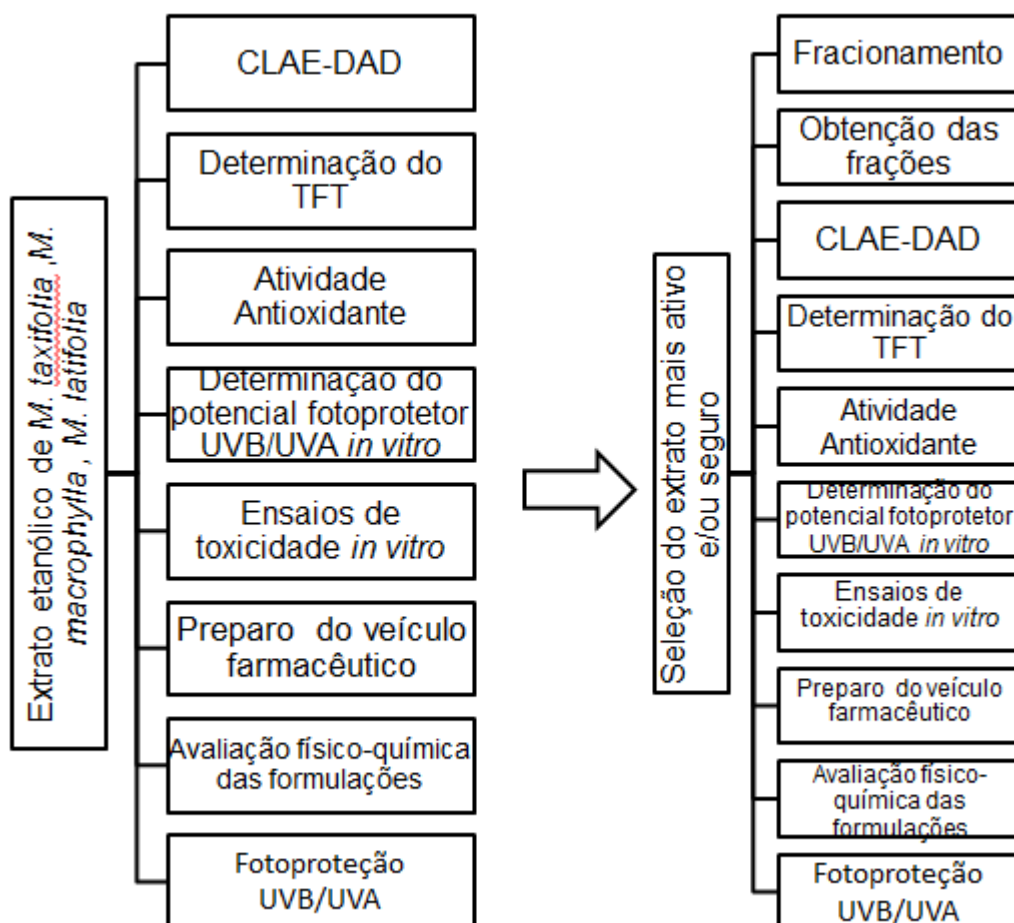 Extrato etanólico de M. taxifolia ,M.
macrophylla , M. latifolia
CLAE-DAD
Determinação do
TFT
Atividade
Antioxidante
Determinação do
potencial fotoprotetor
UVB/UVA in vitro
Ensaios de
toxicidade in vitro
Preparo do veículo
farmacêutico
Avaliação físico-química
das formulações
Fotoproteção
UVB/UVA
Seleção do extrato mais ativo
e/ou seguro
Fracionamento
Obtenção das
frações
CLAE-DAD
Determinação do
TFT
Atividade
Antioxidante
Determinação do
potencial fotoprotetor
UVB/UVA in vitro
Ensaios de
toxicidade in vitro
Preparo do veículo
farmacêutico
Avaliação físico-
química das
formulações
Fotoproteção
UVB/UVA